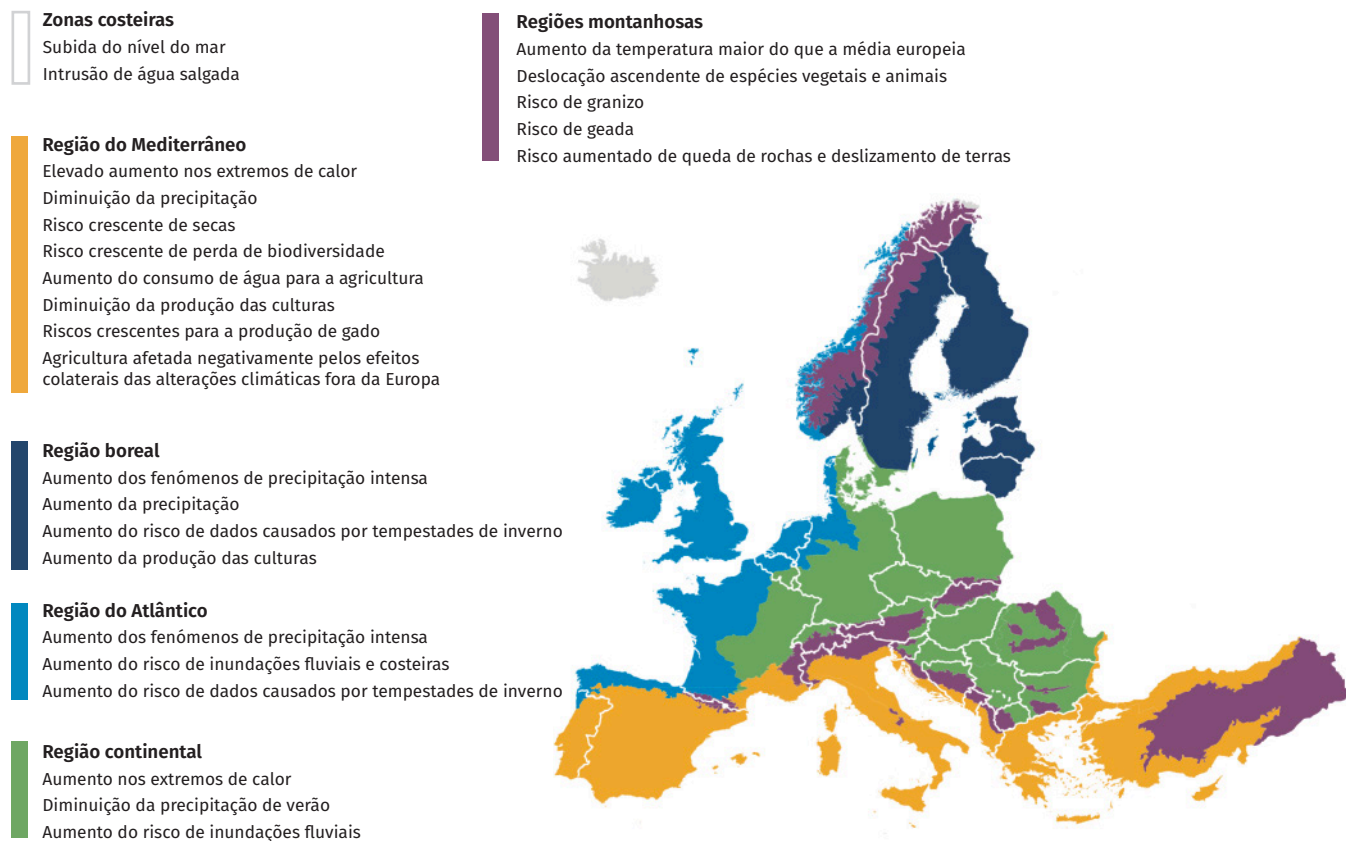 Zonas costeiras
Subida do nível do mar
Intrusão de água salgada
Região do Mediterrâneo
Elevado aumento nos extremos de calor
Diminuição da precipitação
Risco crescente de secas
Risco crescente de perda de biodiversidade
Aumento do consumo de água para a agricultura
Diminuição da produção das culturas
Riscos crescentes para a produção de gado
Agricultura afetada negativamente pelos efeitos
colaterais das alterações climáticas fora da Europa
Região boreal
Aumento dos fenómenos de precipitação intensa
Aumento da precipitação
Aumento do risco de dados causados por tempestades de inverno
Aumento da produção das culturas
Região do Atlântico
Aumento dos fenómenos de precipitação intensa
Aumento do risco de inundações fluviais e costeiras
Aumento do risco de dados causados por tempestades de inverno
Região continental
Aumento nos extremos de calor
Diminuição da precipitação de verão
Aumento do risco de inundações fluviais
Regiões montanhosas
Aumento da temperatura maior do que a média europeia
Deslocação ascendente de espécies vegetais e animais
Risco de granizo
Risco de geada
Risco aumentado de queda de rochas e deslizamento de terras